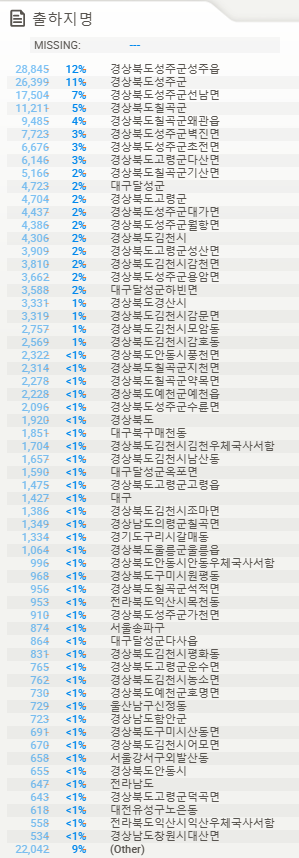 출하지명
MISSING: ---
28,845 12% 경상북도성주군성주읍
26,399 11% 경상북도성주군
17,504 7% 경상북도성주군선남면
11,211 5% 경상북도칠곡군
9,485 4% 경상북도칠곡군왜관읍
7,723 3% 경상북도성주군벽진면
6,676 3% 경상북도성주군초전면
6,146 3% 경상북도고령군다산면
5,166 2% 경상북도칠곡군기산면
4,723 2% 대구달성군
4,704 2% 경상북도고령군
4,437 2% 경상북도성주군대가면
4,386 2% 경상북도성주군월항면
4,306 2% 경상북도김천시
3,909 2% 경상북도고령군성산면
3,810 2% 경상북도김천시감천면
3,662 2% 경상북도성주군용암면
3,588 2% 대구달성군하빈면
3,331 1% 경상북도경산시
3,319 1% 경상북도김천시감문면
2,757 1% 경상북도김천시모암동
2,569 1% 경상북도김천시감호동
2,322 <1% 경상북도안동시풍천면
2,314 <1% 경상북도칠곡군지천면
2,278 <1% 경상북도칠곡군약목면
2,228 <1% 경상북도예천군예천읍
2,096 <1% 경상북도성주군수륜면
1,920 <1% 경상북도
1,851 <1% 대구북구매천동
1,704 <1% 경상북도김천시김천우체국사서함
1,657 <1% 경상북도김천시남산동
1,590 <1% 대구달성군옥포면
1,475 <1% 경상북도고령군고령읍
1,427 <1% 대구
1,386 <1% 경상북도김천시조마면
1,349 <1% 경상남도의령군칠곡면
1,334 <1% 경기도구리시갈매동
1,064 <1% 경상북도울릉군울릉읍
996 <1% 경상북도안동시안동우체국사서함
968 <1% 경상북도구미시원평동
956 <1% 경상북도칠곡군석적면
953 <1% 전라북도익산시목천동
910 <1% 경상북도성주군가천면
874 <1% 서울송파구
864 <1% 대구달성군다사읍
831 <1% 경상북도김천시평화동
765 <1% 경상북도고령군운수면
762 <1% 경상북도김천시농소면
730 <1% 경상북도예천군호명면
729 <1% 울산남구신정동
723 <1% 경상남도함안군
691 <1% 경상북도구미시산동면
670 <1% 경상북도김천시어모면
658 <1% 서울강서구외발산동
655 <1% 경상북도안동시
647 <1% 전라남도
643 <1% 경상북도고령군덕곡면
618 <1% 대전유성구노은동
558 <1% 전라북도익산시익산우체국사서함
534 <1% 경상남도창원시대산면
22,042 9% (Other)